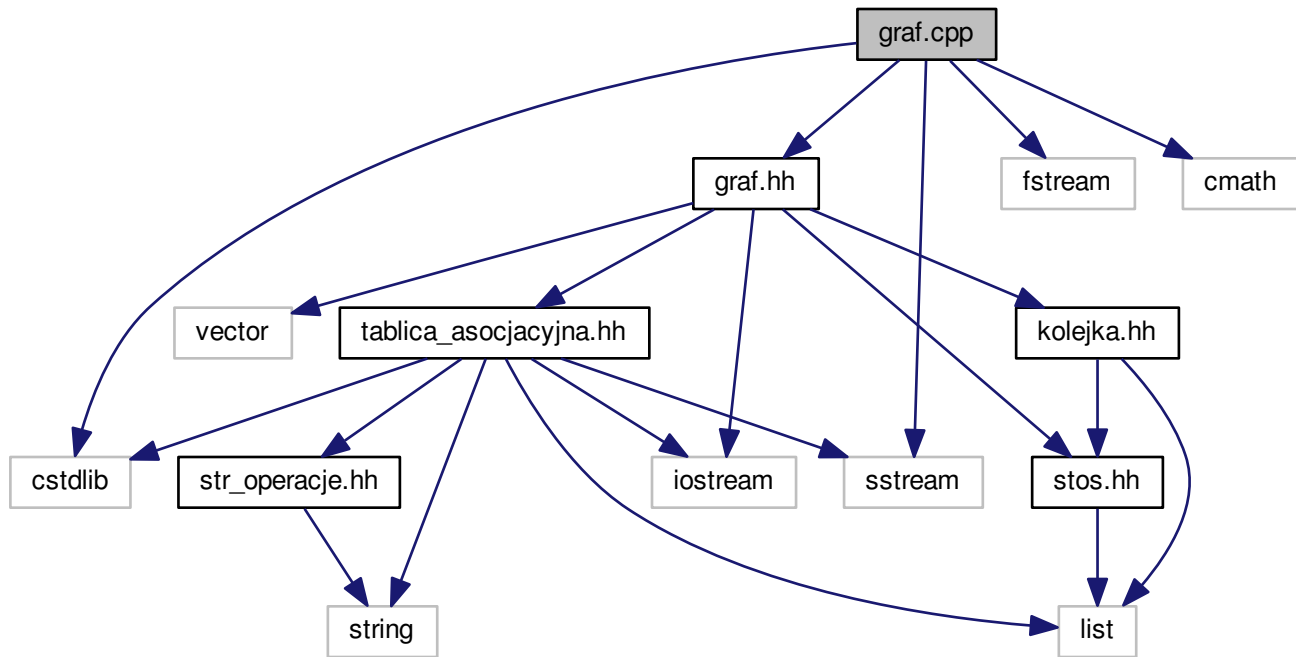 graf.cpp
graf.hh
fstream
cmath
vector
tablica_asocjacyjna.hh
kolejka.hh
cstdlib
str_operacje.hh
iostream
sstream
stos.hh
string
list